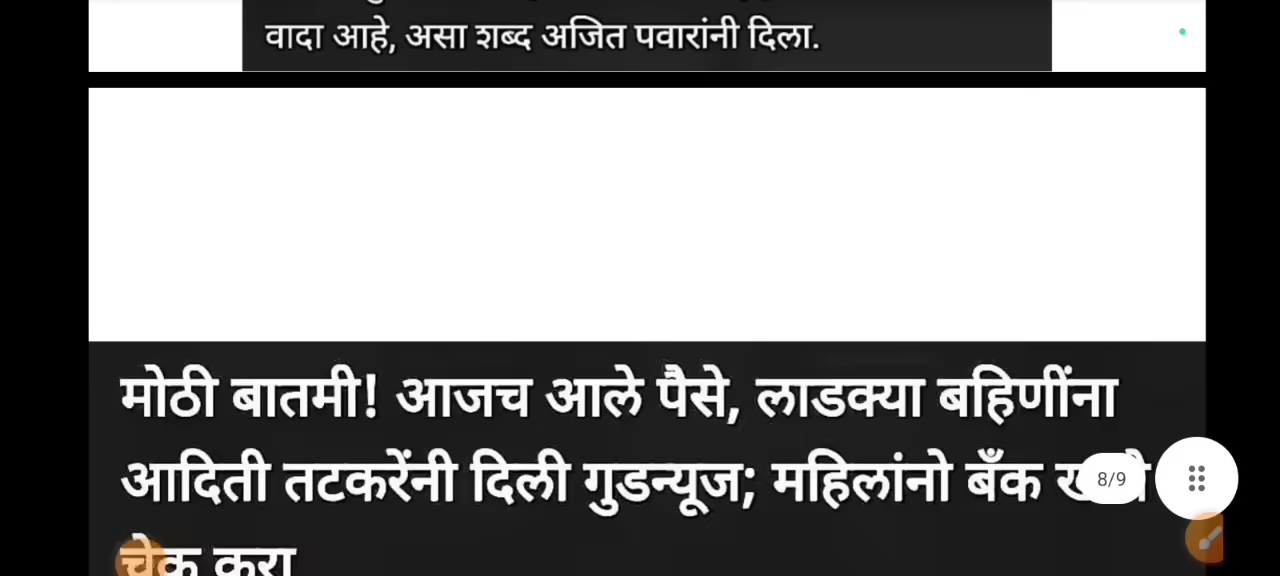 वादा आहे, असा शब्द अजित पवारांनी दिला.
मोठी बातमी! आजच आले पैसे, लाडक्या बहिणींना
आदिती तटकरेंनी दिली गुडन्यूज; महिलांनो बँक
8/9
चेक करा